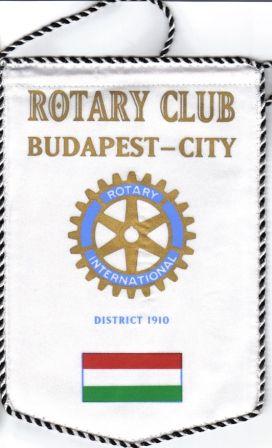 ROTARY CLUB
BUDAPEST–CITY
ROTARY
INTERNATIONAL
DISTRICT 1910